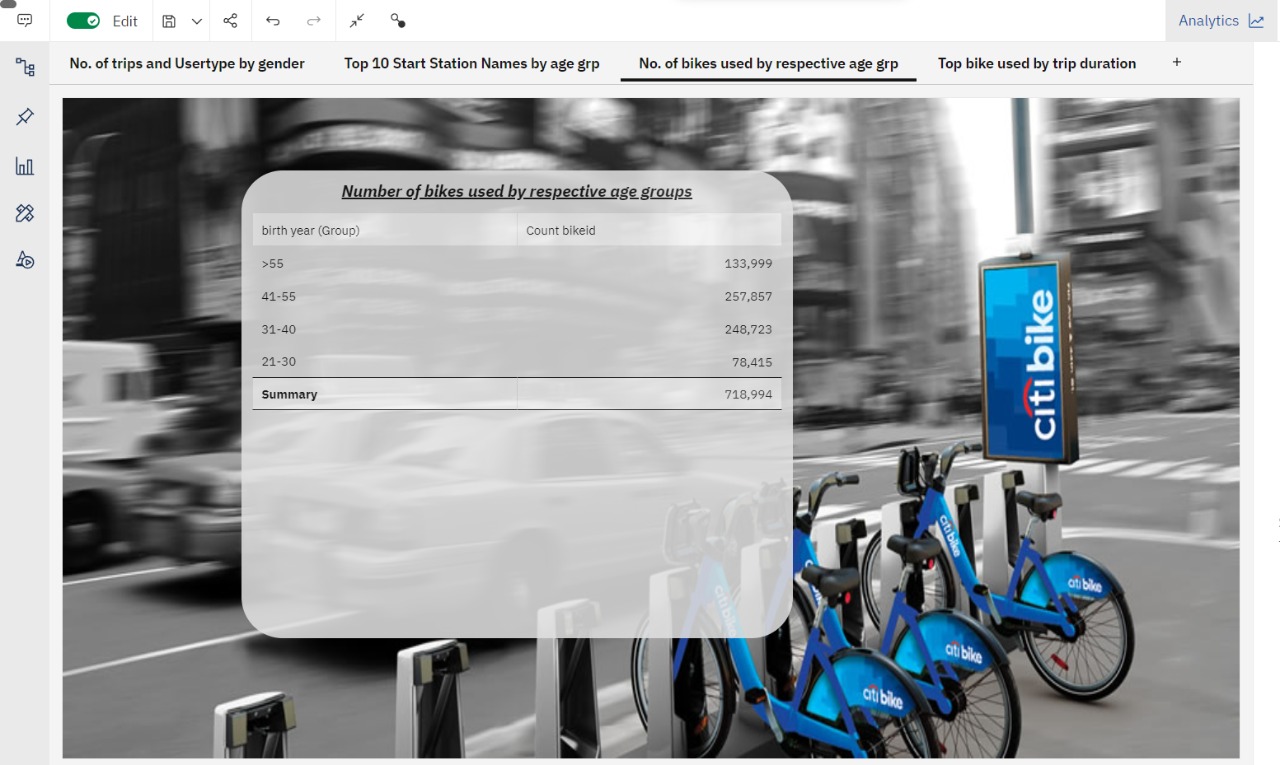 Edit
Analytics
No. of trips and Usertype by gender
Top 10 Start Station Names by age grp
No. of bikes used by respective age grp
Top bike used by trip duration
+
Number of bikes used by respective age groups
birth year (Group) Count bikeid
>55 133,999
41-55 257,857
31-40 248,723
21-30 78,415
Summary 718,994
citi bike
citi bike
citi bike
citi bike
citi bike